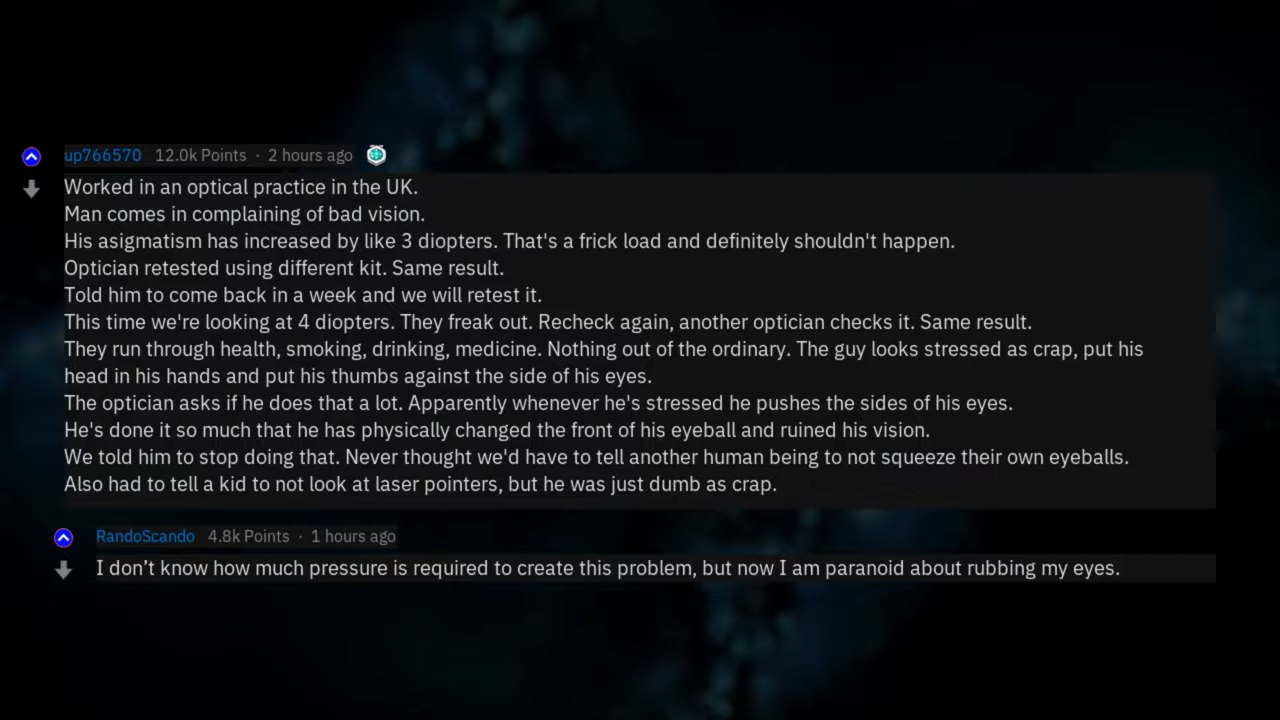 up766570 12.0k Points · 2 hours ago
Worked in an optical practice in the UK.
Man comes in complaining of bad vision.
His asigmatism has increased by like 3 diopters. That's a frick load and definitely shouldn't happen.
Optician retested using different kit. Same result.
Told him to come back in a week and we will retest it.
This time we're looking at 4 diopters. They freak out. Recheck again, another optician checks it. Same result.
They run through health, smoking, drinking, medicine. Nothing out of the ordinary. The guy looks stressed as crap, put his
head in his hands and put his thumbs against the side of his eyes.
The optician asks if he does that a lot. Apparently whenever he's stressed he pushes the sides of his eyes.
He's done it so much that he has physically changed the front of his eyeball and ruined his vision.
We told him to stop doing that. Never thought we'd have to tell another human being to not squeeze their own eyeballs.
Also had to tell a kid to not look at laser pointers, but he was just dumb as crap.
RandoScando 4.8k Points · 1 hours ago
I don’t know how much pressure is required to create this problem, but now I am paranoid about rubbing my eyes.